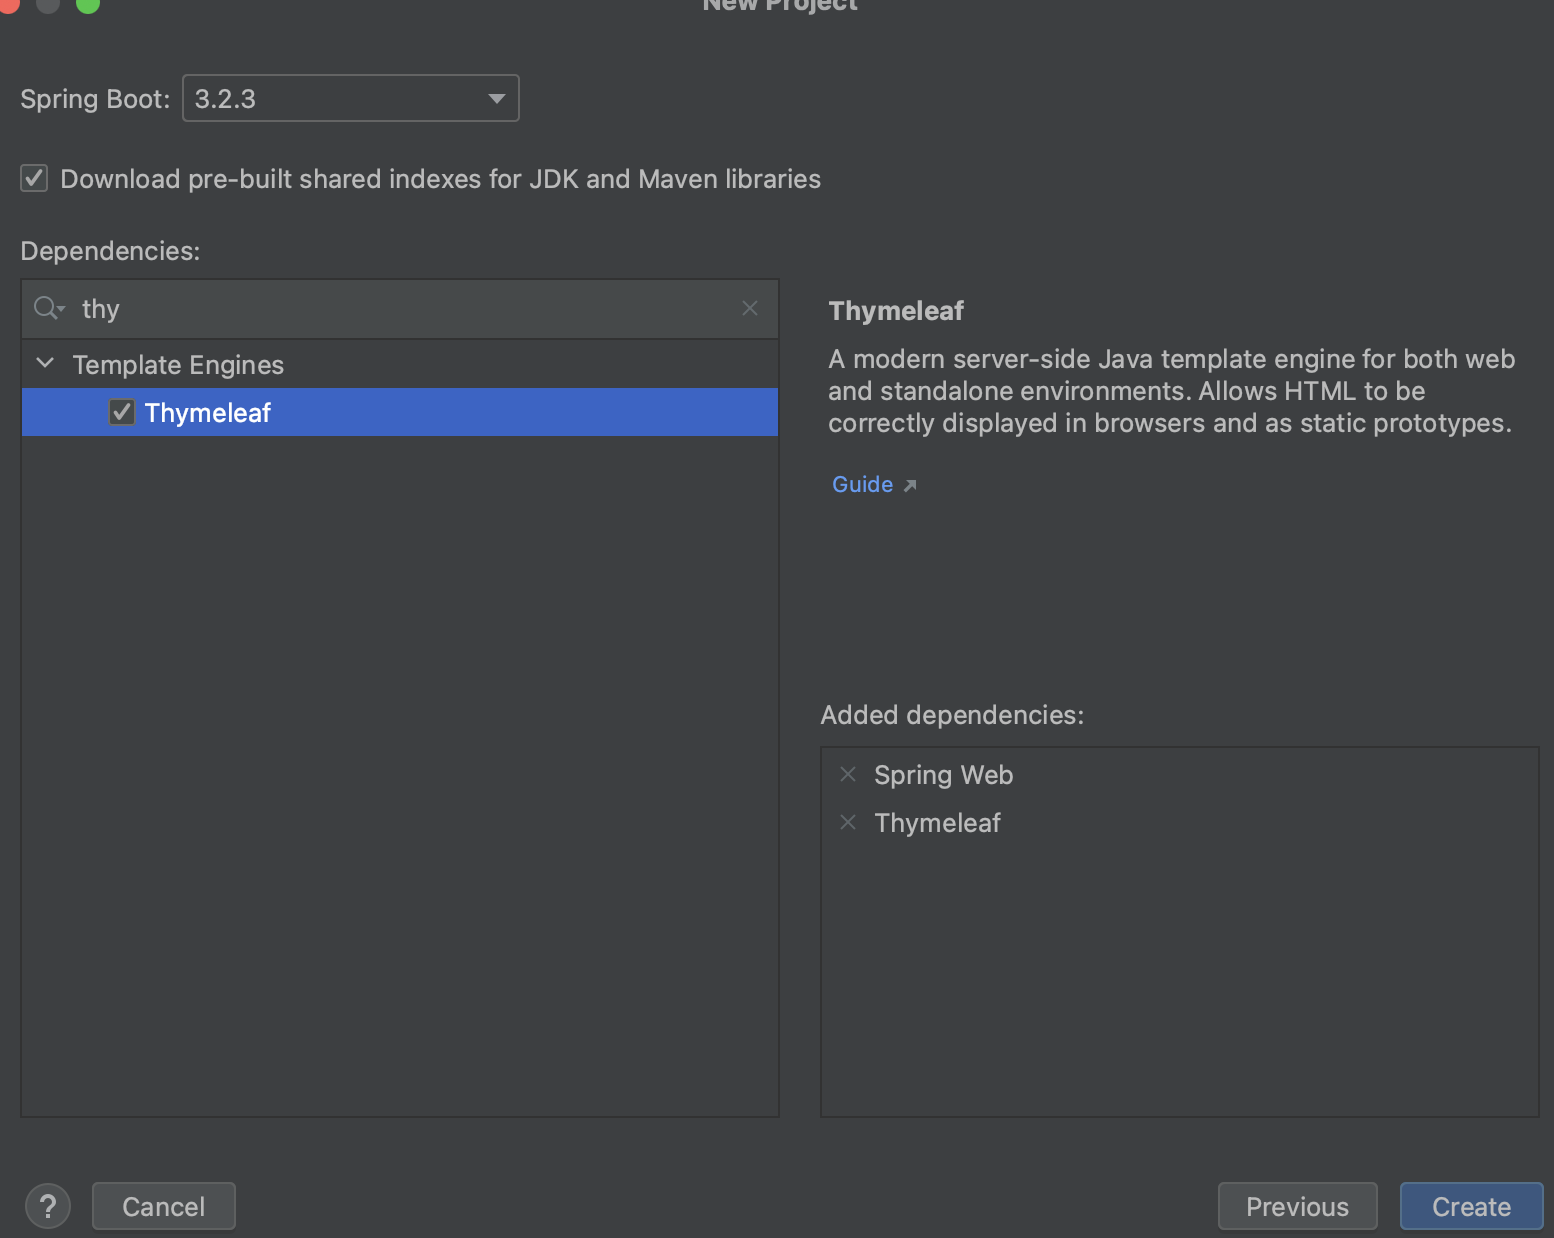 New Project
Spring Boot: 3.2.3
Download pre-built shared indexes for JDK and Maven libraries
Dependencies:
thy
Template Engines
Thymeleaf
Thymeleaf
A modern server-side Java template engine for both web
and standalone environments. Allows HTML to be
correctly displayed in browsers and as static prototypes.
Guide
Added dependencies:
Spring Web
Thymeleaf
? Cancel Previous Create